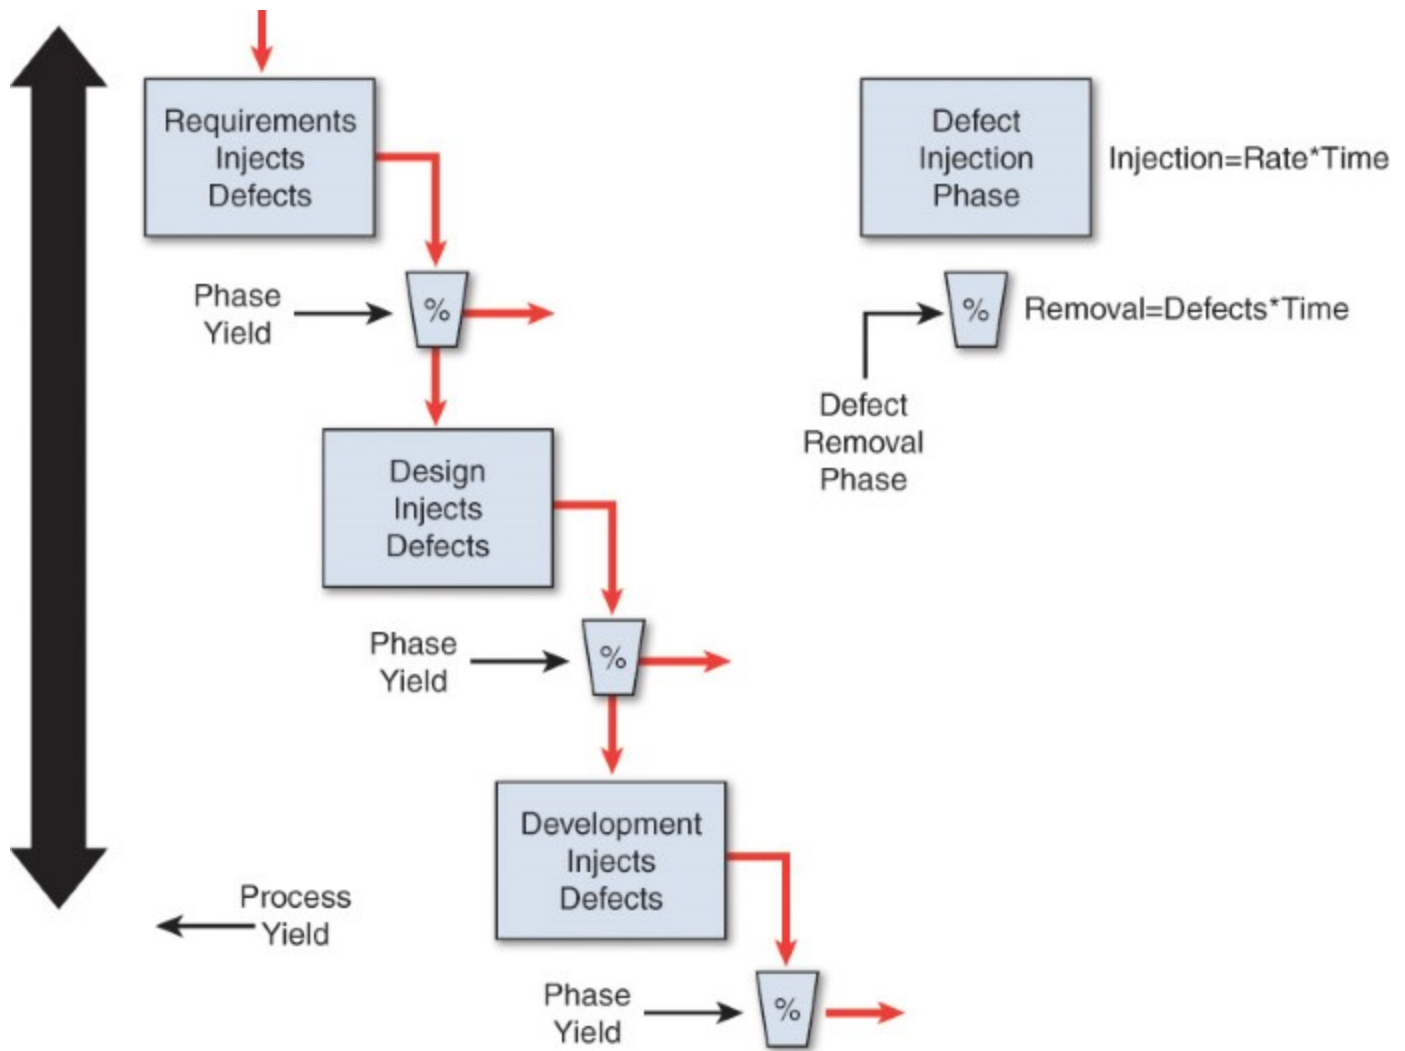 Requirements
Injects
Defects
Defect
Injection
Phase
Injection=Rate*Time
Phase
Yield
%
%
Removal=Defects*Time
Defect
Removal
Phase
Design
Injects
Defects
Phase
Yield
%
Development
Injects
Defects
Process
Yield
Phase
Yield
%